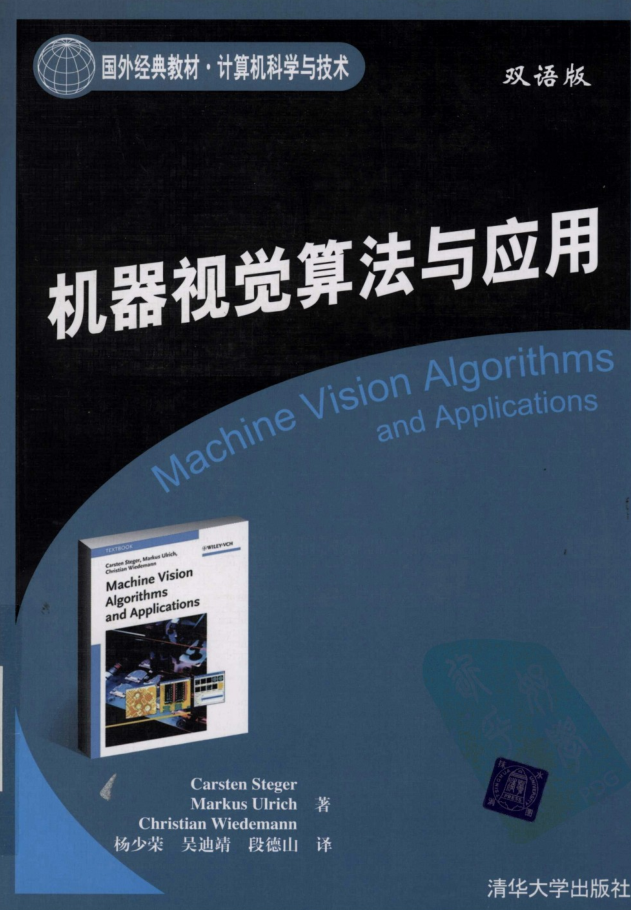 国外经典教材·计算机科学与技术
双语版
机器视觉算法与应用
Machine Vision Algorithms
and Applications
TEXTBOOK
Carsten Steger, Markus Ulrich,
Christian Wiedemann
WILEY-VCH
Machine Vision
Algorithms
and Applications
Carsten Steger
Markus Ulrich 著
Christian Wiedemann
杨少荣 吴迪靖 段德山 译
清华大学出版社